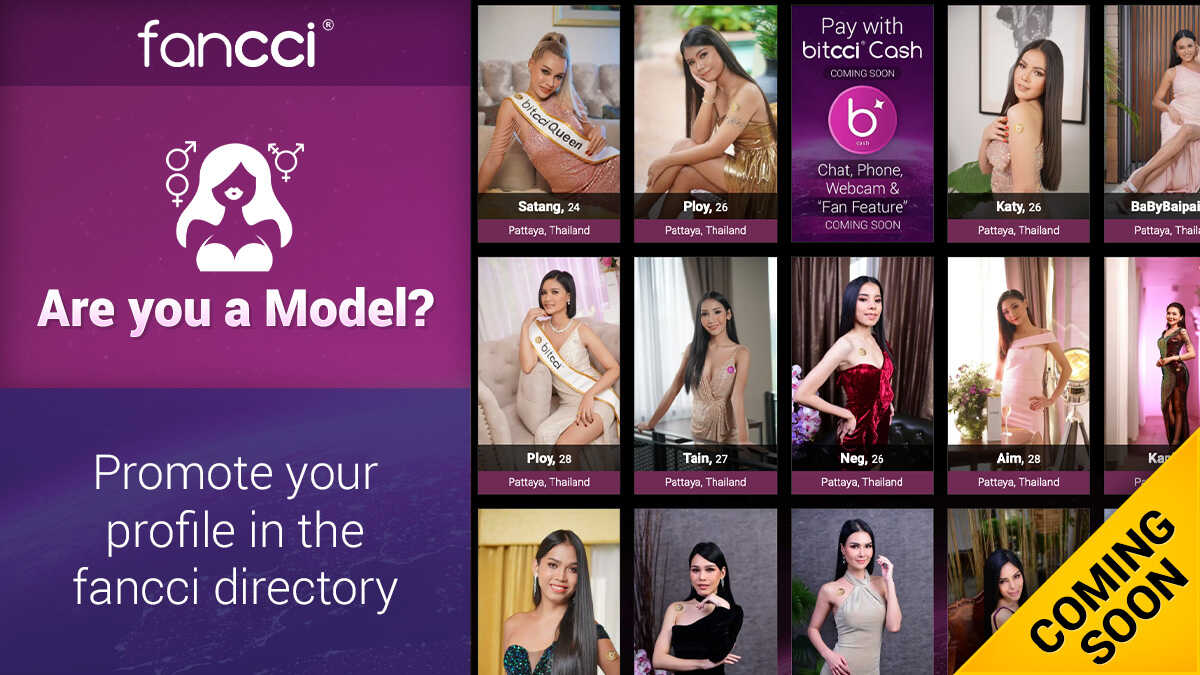 fancci®
Are you a Model?
Promote your
profile in the
fancci directory
bitcci Queen
Satang, 24
Pattaya, Thailand
Ploy, 26
Pattaya, Thailand
Pay with
bitcci® Cash
COMING SOON
b
cash
Chat, Phone,
Webcam &
"Fan Feature"
COMING SOON
Katy, 26
Pattaya, Thailand
BaByBaipai
Pattaya, Thaila
bitcci
Ploy, 28
Pattaya, Thailand
Tain, 27
Pattaya, Thailand
Neg, 26
Pattaya, Thailand
Aim, 28
Pattaya, Thailand
COMING
SOON